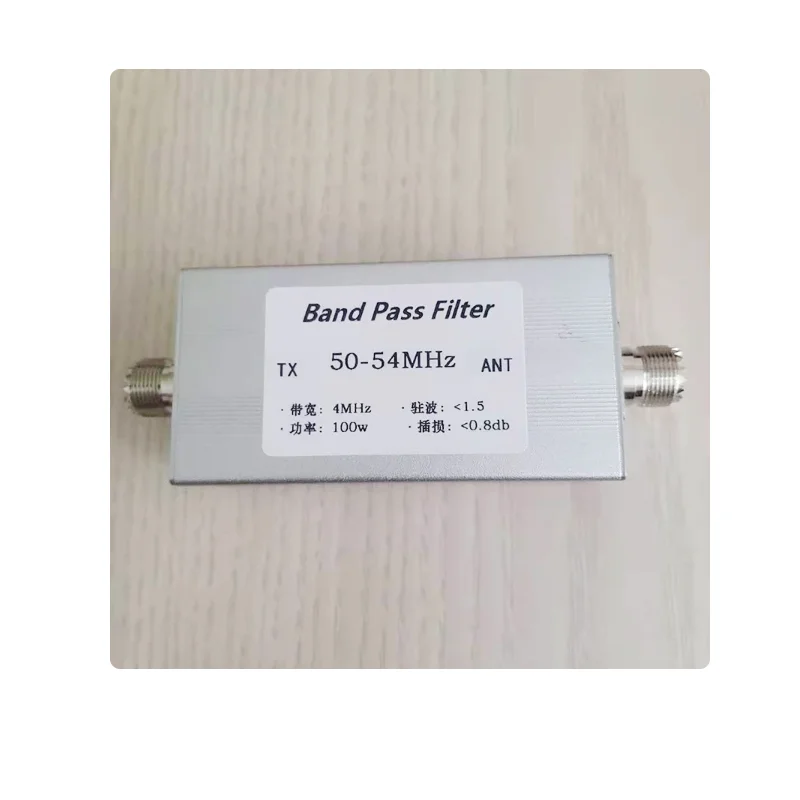 Band Pass Filter
TX 50-54MHz ANT
· 带宽: 4MHz · 驻波: <1.5
· 功率: 100w · 插损: <0.8db